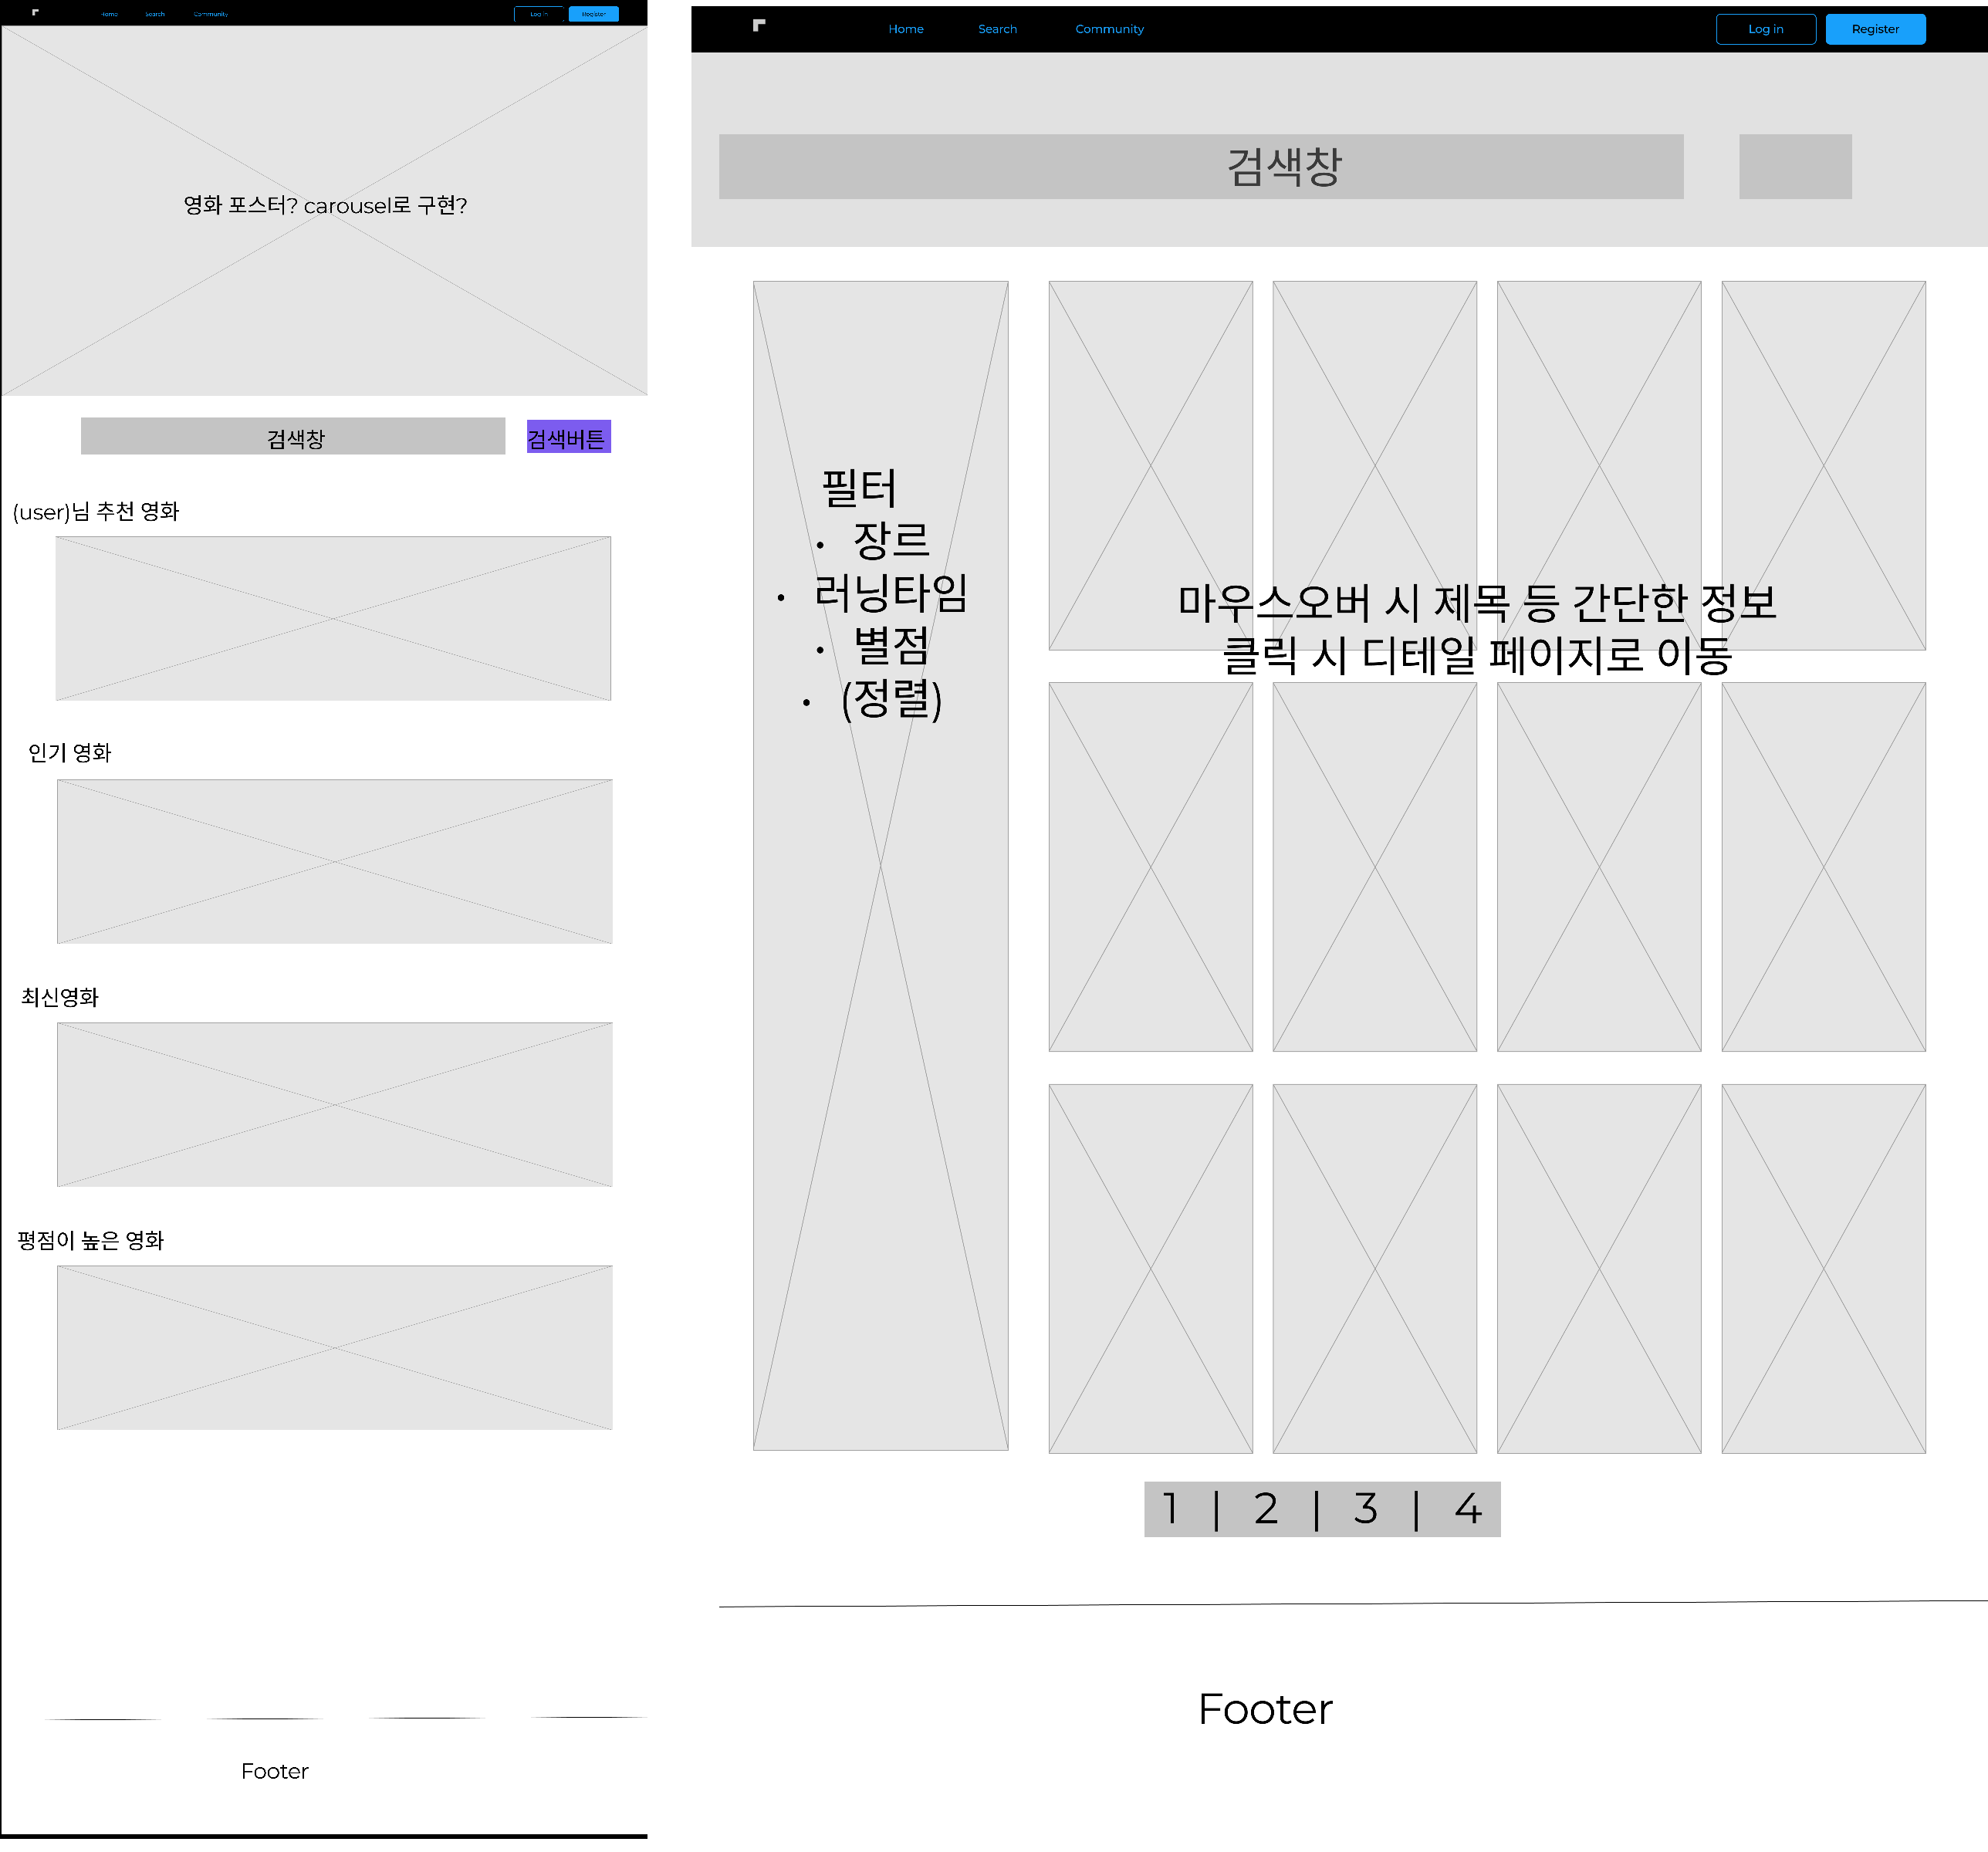 Home Search Community Log in Register
영화 포스터? carousel로 구현?
검색창 검색버튼
(user)님 추천 영화
인기 영화
최신영화
평점이 높은 영화
Footer
Home Search Community Log in Register
검색창
필터
• 장르
• 러닝타임
• 별점
• (정렬)
마우스오버 시 제목 등 간단한 정보
클릭 시 디테일 페이지로 이동
1 | 2 | 3 | 4
Footer